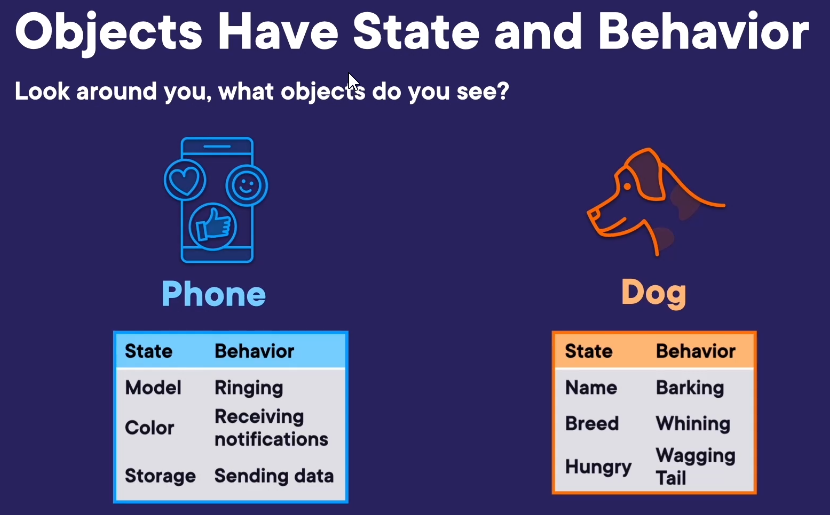 Objects Have State and Behavior
Look around you, what objects do you see?
Phone
State Behavior
Model Ringing
Color Receiving notifications
Storage Sending data
Dog
State Behavior
Name Barking
Breed Whining
Hungry Wagging Tail